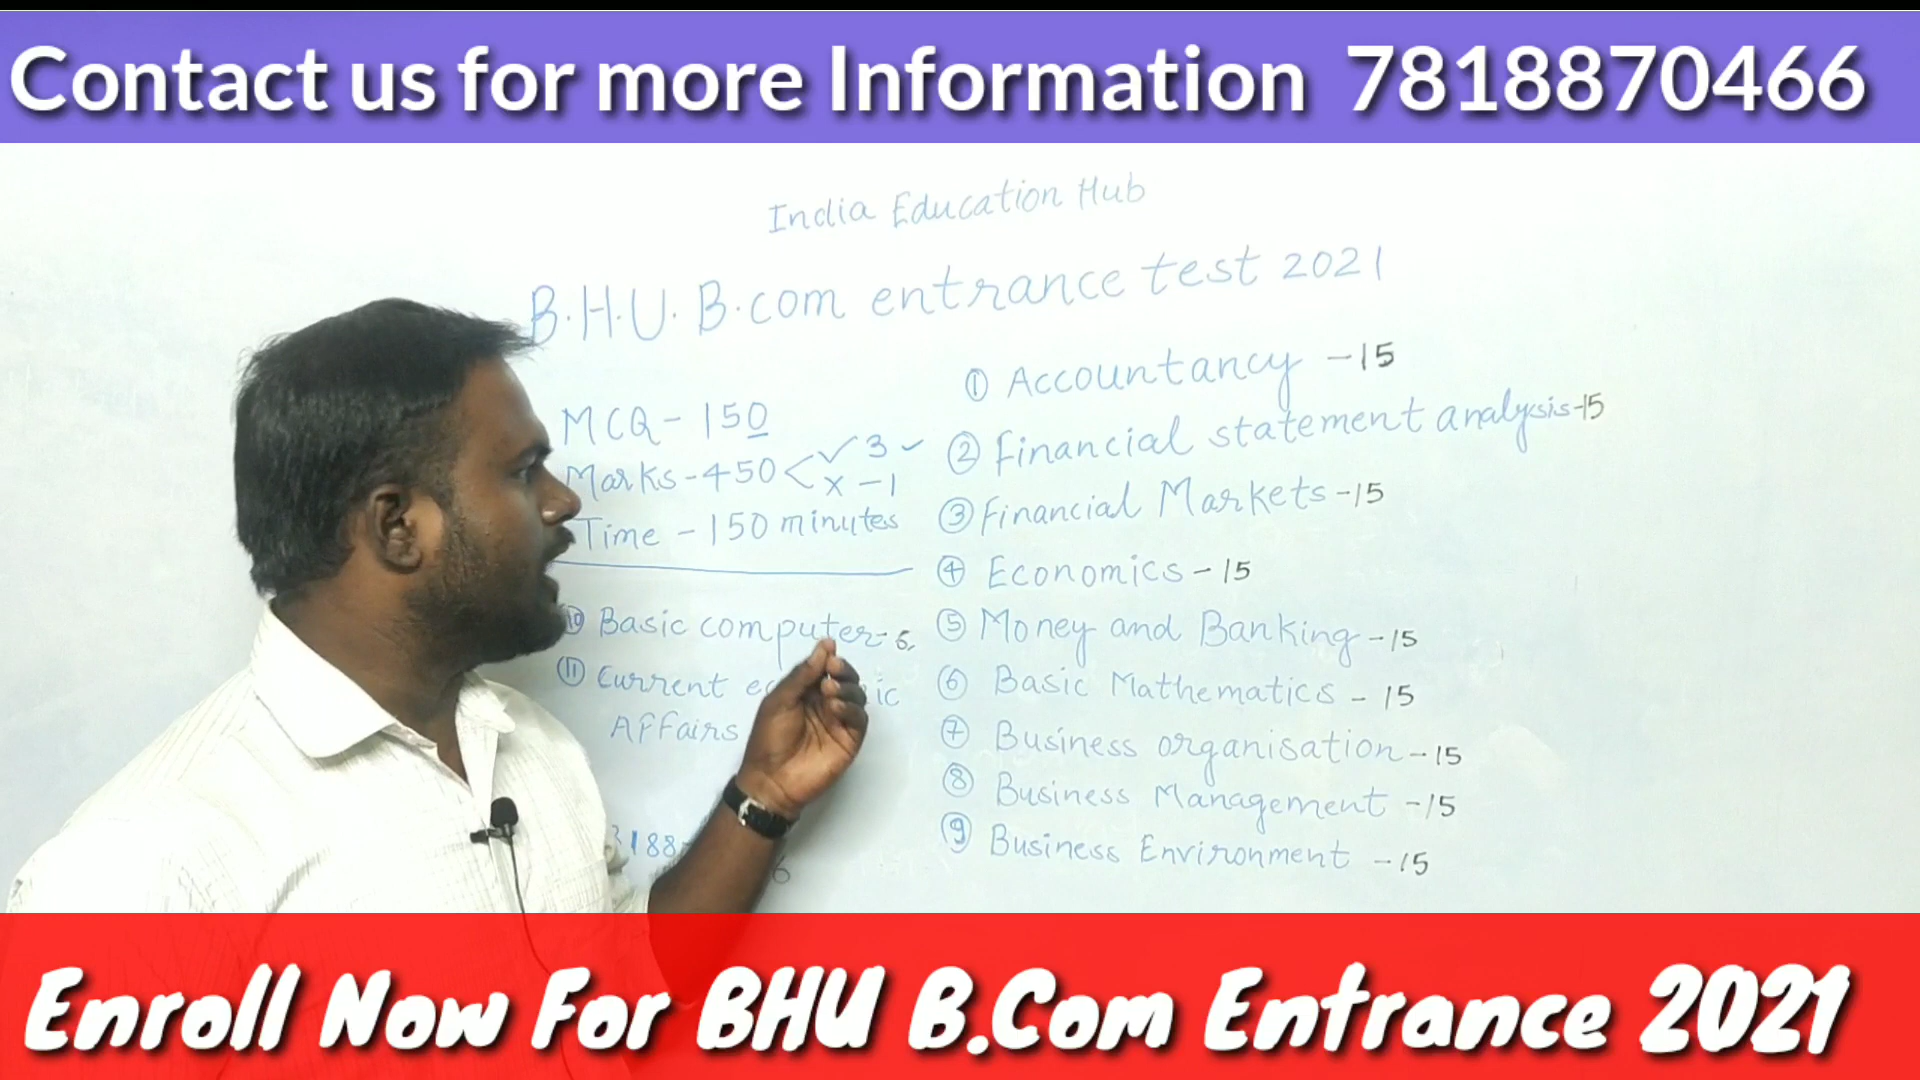 Contact us for more Information 7818870466
India Education Hub
B.H.U. B.com entrance test 2021
MCQ - 150
Marks - 450 < ✓ 3 ✓
x - 1
Time - 150 minutes
① Accountancy - 15
② Financial statement analysis - 15
③ Financial Markets - 15
④ Economics - 15
⑤ Money and Banking - 15
⑥ Basic Mathematics - 15
⑦ Business organisation - 15
⑧ Business Management - 15
⑨ Business Environment - 15
⑩ Basic computer -
⑪ Current
Affairs
188
6
Enroll Now For BHU B.Com Entrance 2021